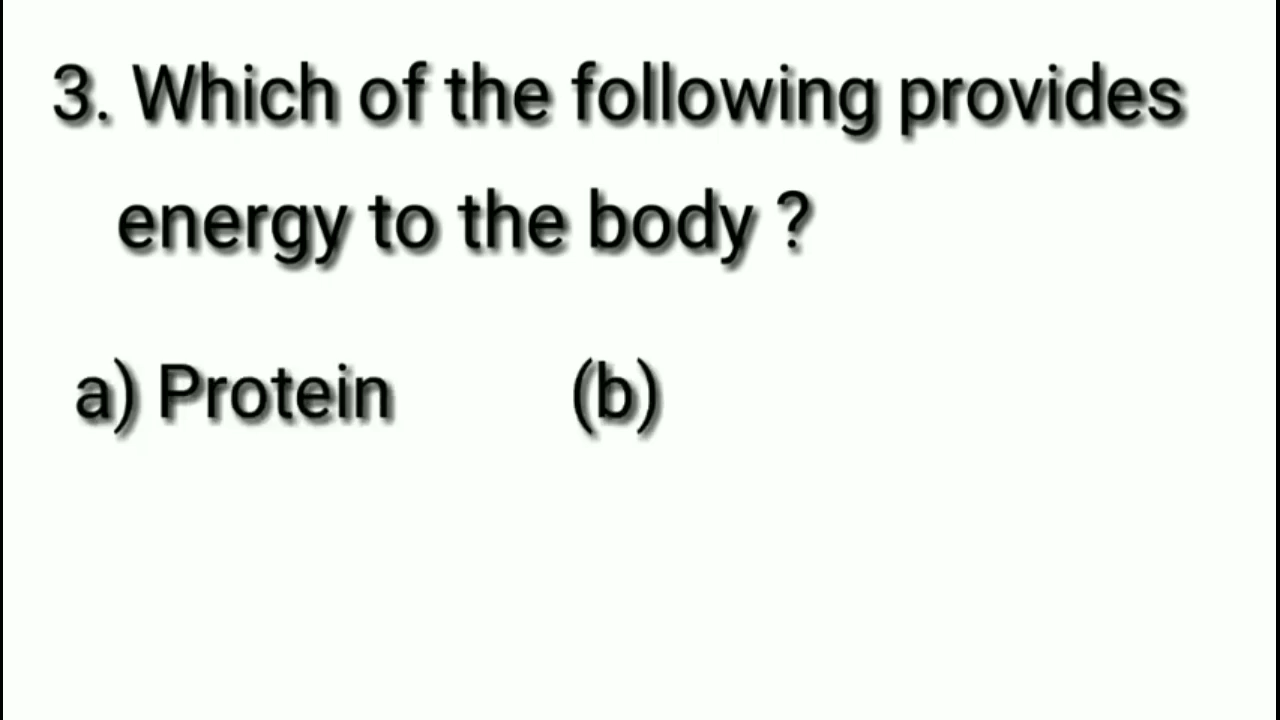 3. Which of the following provides
energy to the body ?
a) Protein (b)